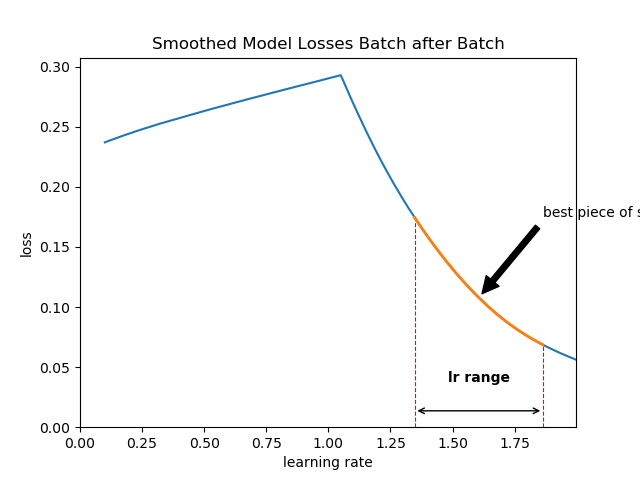 Smoothed Model Losses Batch after Batch
0.30
0.25
0.20
0.15
0.10
0.05
0.00
loss
best piece of
lr range
0.00 0.25 0.50 0.75 1.00 1.25 1.50 1.75
learning rate